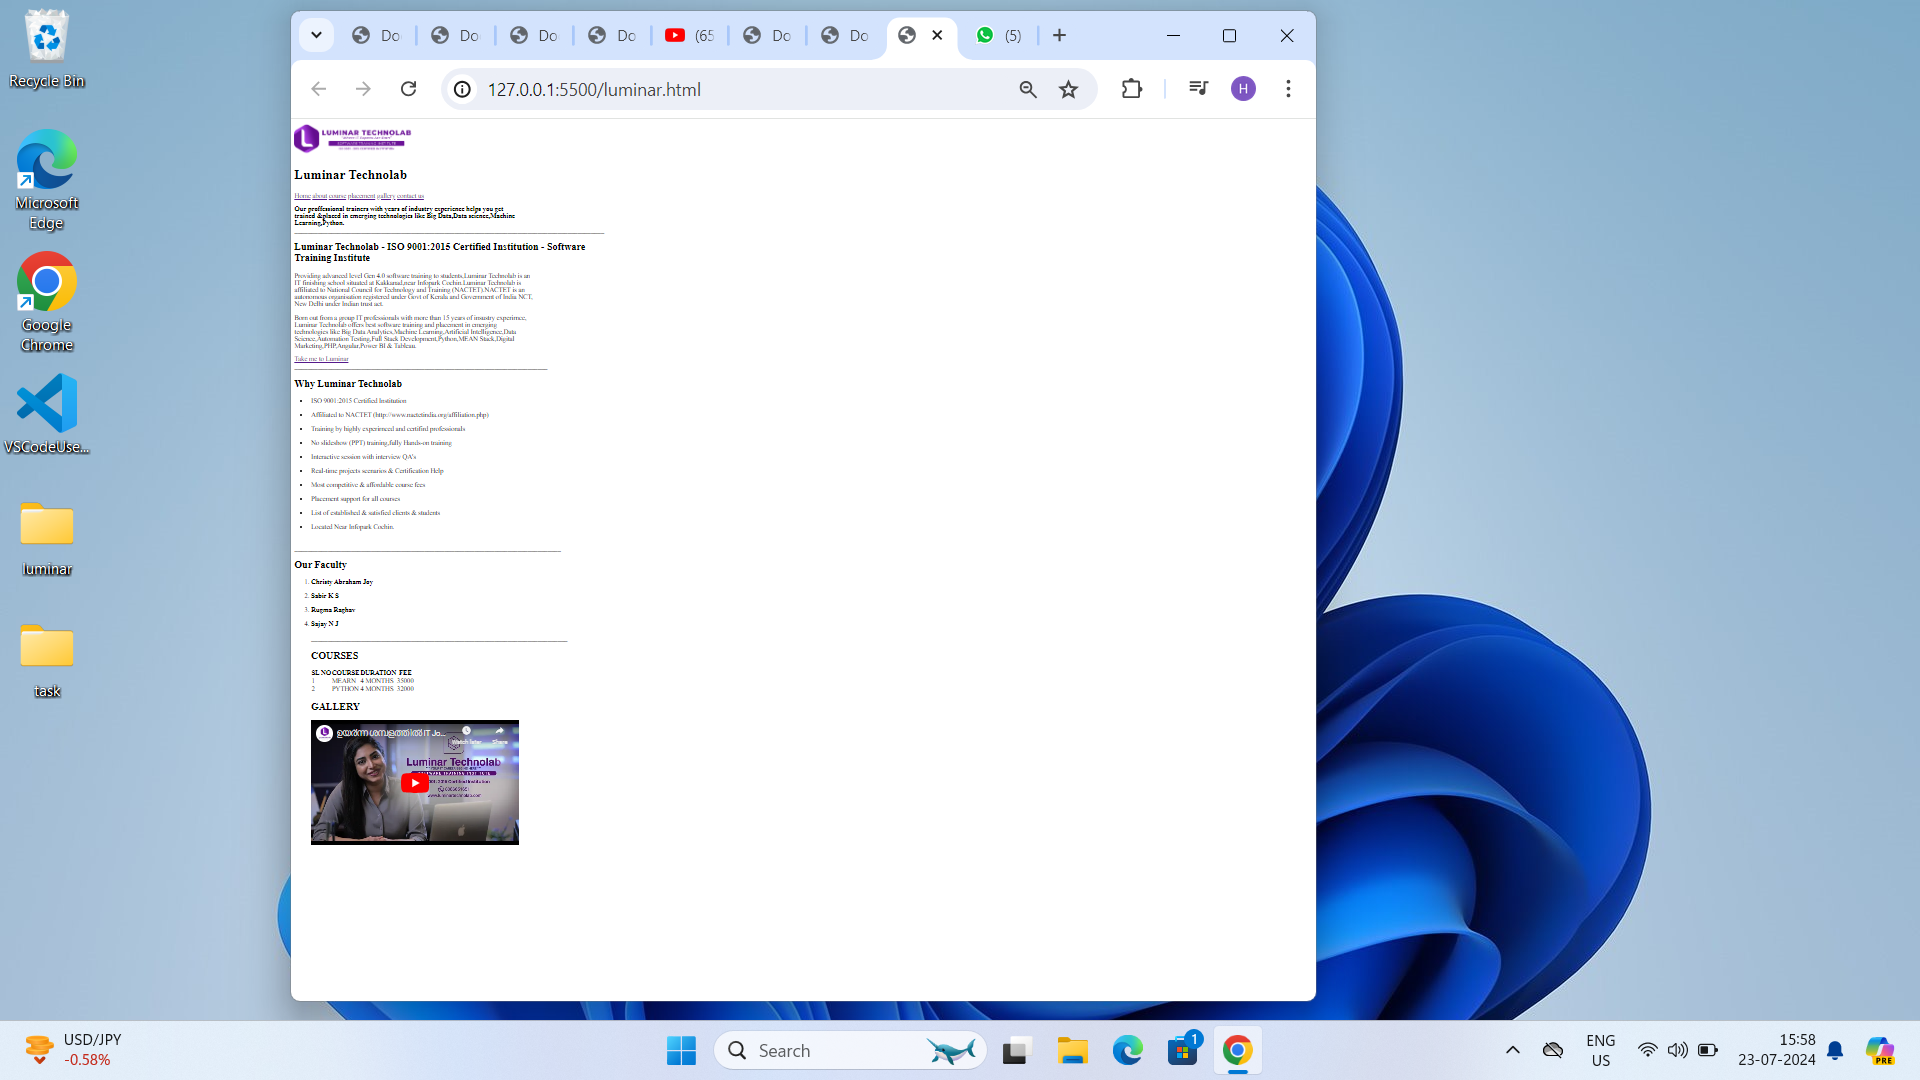 Recycle Bin
Microsoft
Edge
Google
Chrome
VSCodeUse...
luminar
task
Do
Do
Do
Do
(65
Do
Do
(5)
127.0.0.1:5500/luminar.html
H
LUMINAR TECHNOLAB
Luminar Technolab
Home about course placement gallery contact us
Our proffessional trainers with years of industry experience helps you get
trained &placed in emerging technologies like Big Data,Data science,Machine
Learning,Python.
Luminar Technolab - ISO 9001:2015 Certified Institution - Software
Training Institute
Providing advanced level Gen 4.0 software training to students,Luminar Technolab is an
IT finishing school situated at Kakkanad,near Infopark Cochin.Luminar Technolab is
affiliated to National Council for Technology and Training (NACTET).NACTET is an
autonomous organisation registered under Govt of Kerala and Government of India NCT,
New Delhi under Indian trust act.
Born out from a group IT professionals with more than 15 years of
Luminar Technolab offers best software training and placement in emerging
technologies like Big Data Analytics,Machine Learning,Artificial Intelligence,Data
Science,Automation Testing,Full Stack Development,Python,MEAN Stack,Digital
Marketing,PHP,Angular,Power BI & Tableau.
Take me to Luminar
Why Luminar Technolab
ISO 9001:2015 Certified Institution
Affiliated to NACTET (http://www.nactetindia.org/affiliation.php)
Training by highly and certified professionals
No slideshow (PPT) training,fully Hands-on training
Interactive session with interview QA's
Real-time projects scenarios & Certification Help
Most competitive & affordable course fees
Placement support for all courses
List of established & satisfied clients & students
Located Near Infopark Cochin.
Our Faculty
1. Christy Abraham Joy
2. Sabir K S
3. Rugma Raghav
4. Sajay N J
COURSES
SL NO COURSE DURATION FEE
1 MEARN 4 MONTHS 35000
2 PYTHON 4 MONTHS 32000
GALLERY
ഉയർന്ന ശമ്പളത്തിൽ IT Jo...
Watch later
Share
Luminar Technolab
USD/JPY
-0.58%
Search
1
ENG
US
15:58
23-07-2024
PRE